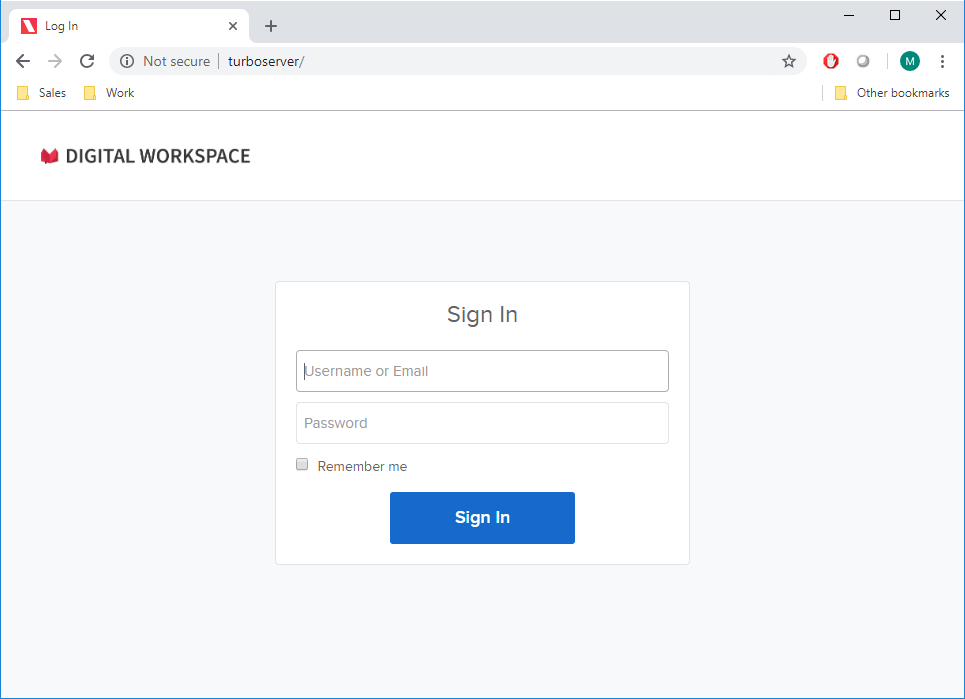 Log In
Not secure turboserver/ M
Sales Work Other bookmarks
DIGITAL WORKSPACE
Sign In
Username or Email
Password
Remember me
Sign In